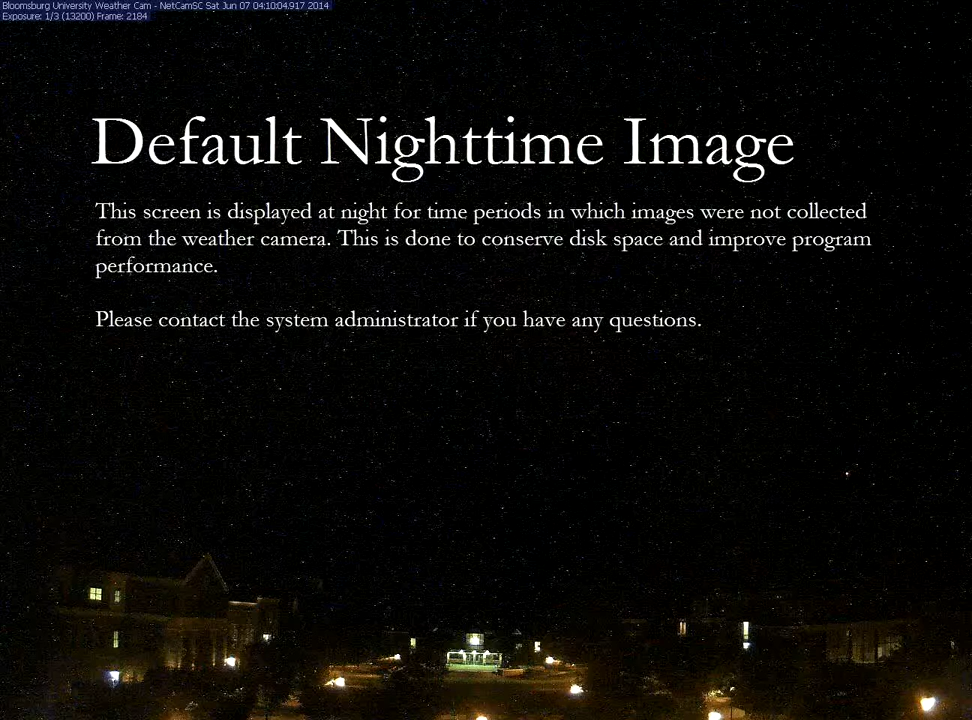 Bloomsburg University Weather Cam - NetCamSC Sat Jun 07 04:10:04.917 2014
Exposure: 1/3 (13200) Frame: 2184
Default Nighttime Image
This screen is displayed at night for time periods in which images were not collected
from the weather camera. This is done to conserve disk space and improve program
performance.
Please contact the system administrator if you have any questions.